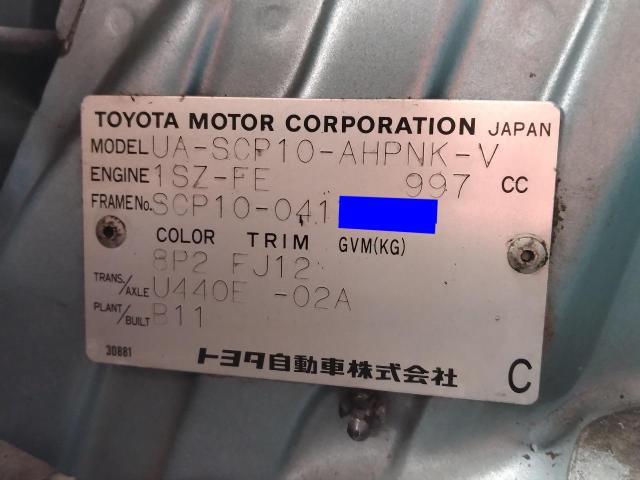 TOYOTA MOTOR CORPORATION JAPAN
MODEL UA-SCP10-AHPNK-V
ENGINE 1SZ-FE 997 CC
FRAME No. SCP10-041
COLOR TRIM GVM(KG)
8P2 FJ12
TRANS./AXLE U440E -02A
PLANT/BUILT B11
30881
トヨタ自動車株式会社 C